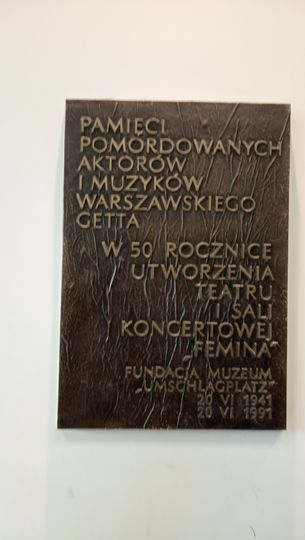 PAMIĘCI
POMORDOWANYCH
AKTORÓW
I MUZYKÓW
WARSZAWSKIEGO
GETTA
W 50 ROCZNICE
UTWORZENIA
TEATRU
I SALI
KONCERTOWEJ
„FEMINA”
FUNDACJA MUZEUM
„UMSCHLAGPLATZ”
20 VI 1941
20 VI 1991